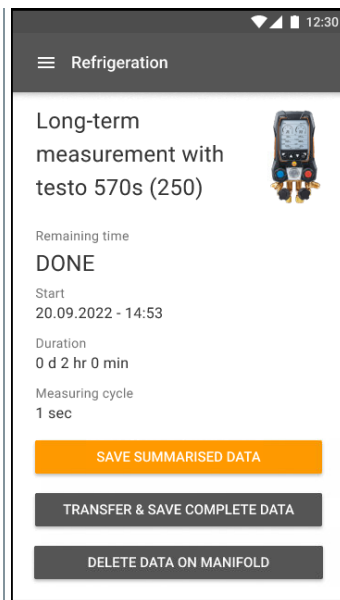 12:30
Refrigeration
Long-term
measurement with
testo 570s (250)
Remaining time
DONE
Start
20.09.2022 - 14:53
Duration
0 d 2 hr 0 min
Measuring cycle
1 sec
SAVE SUMMARISED DATA
TRANSFER & SAVE COMPLETE DATA
DELETE DATA ON MANIFOLD